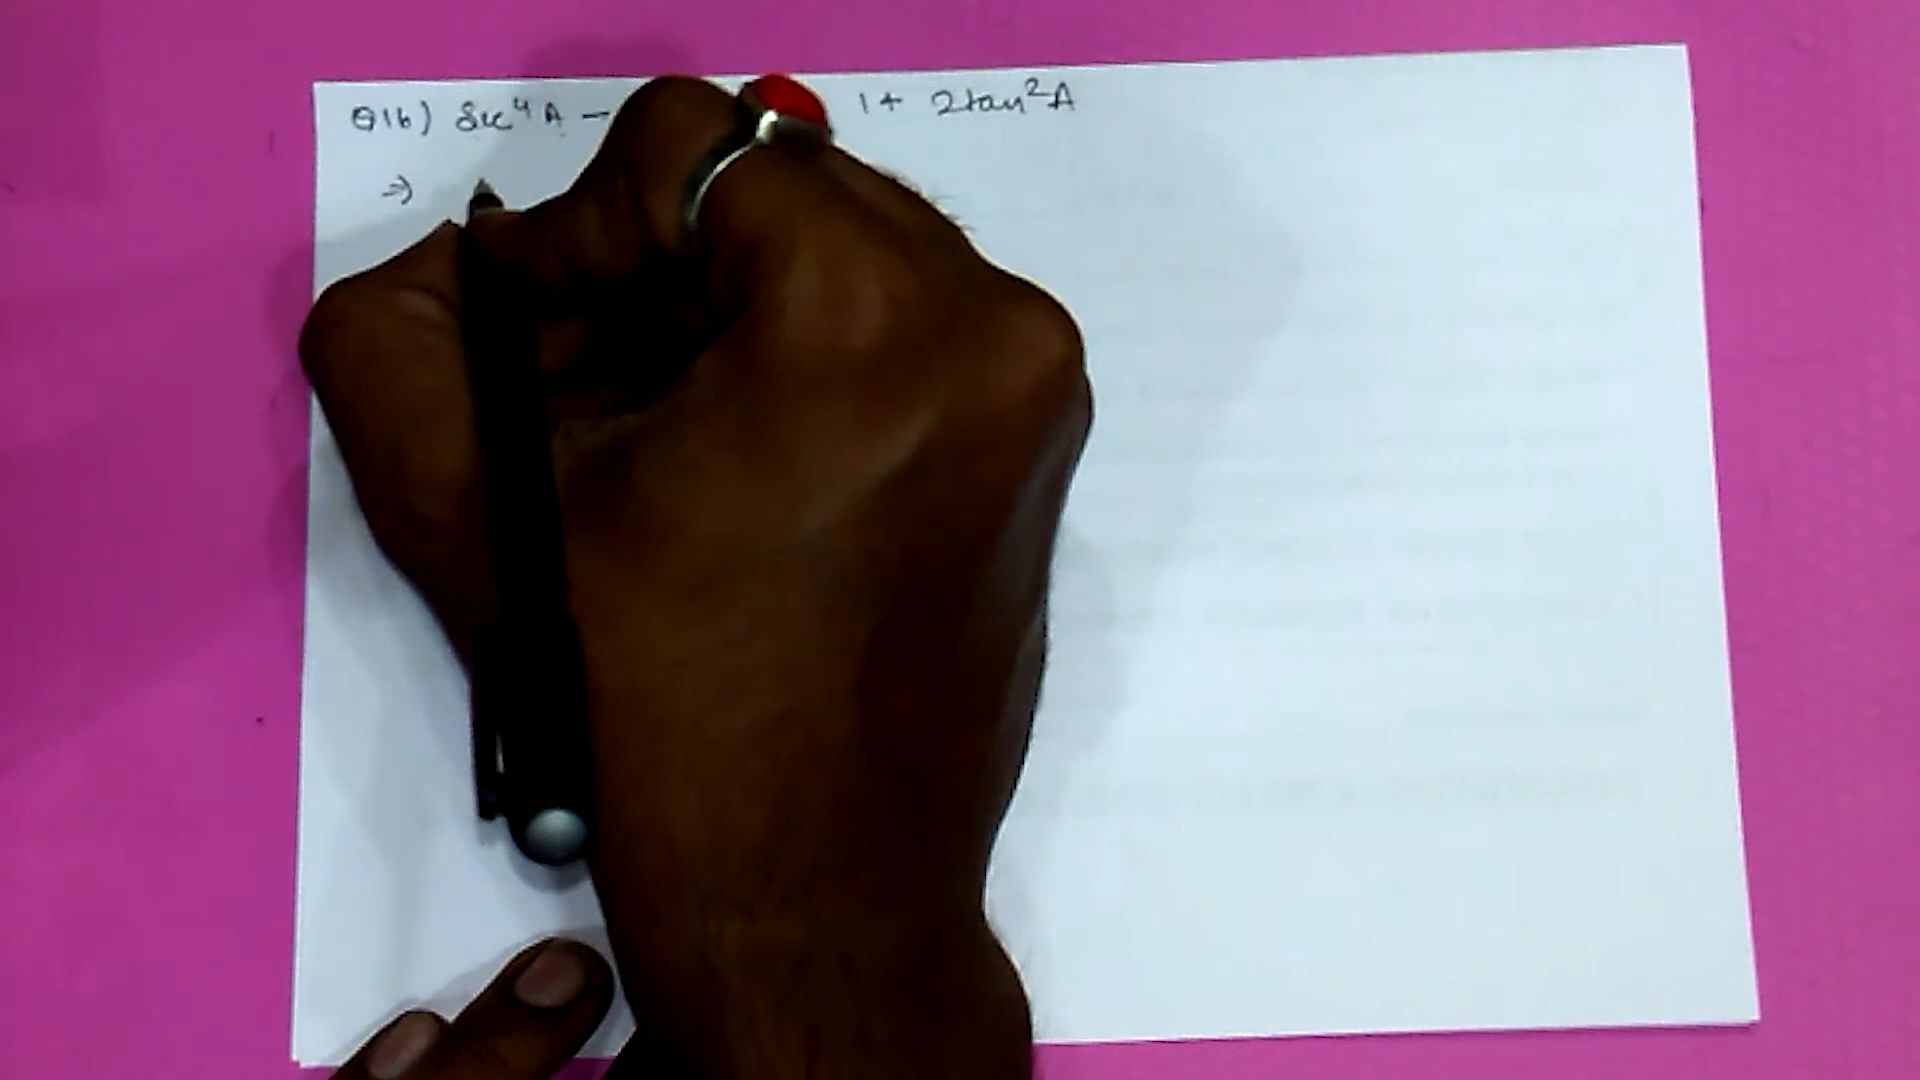 Q16) Sec⁴A - 1 + 2tan²A
⇒